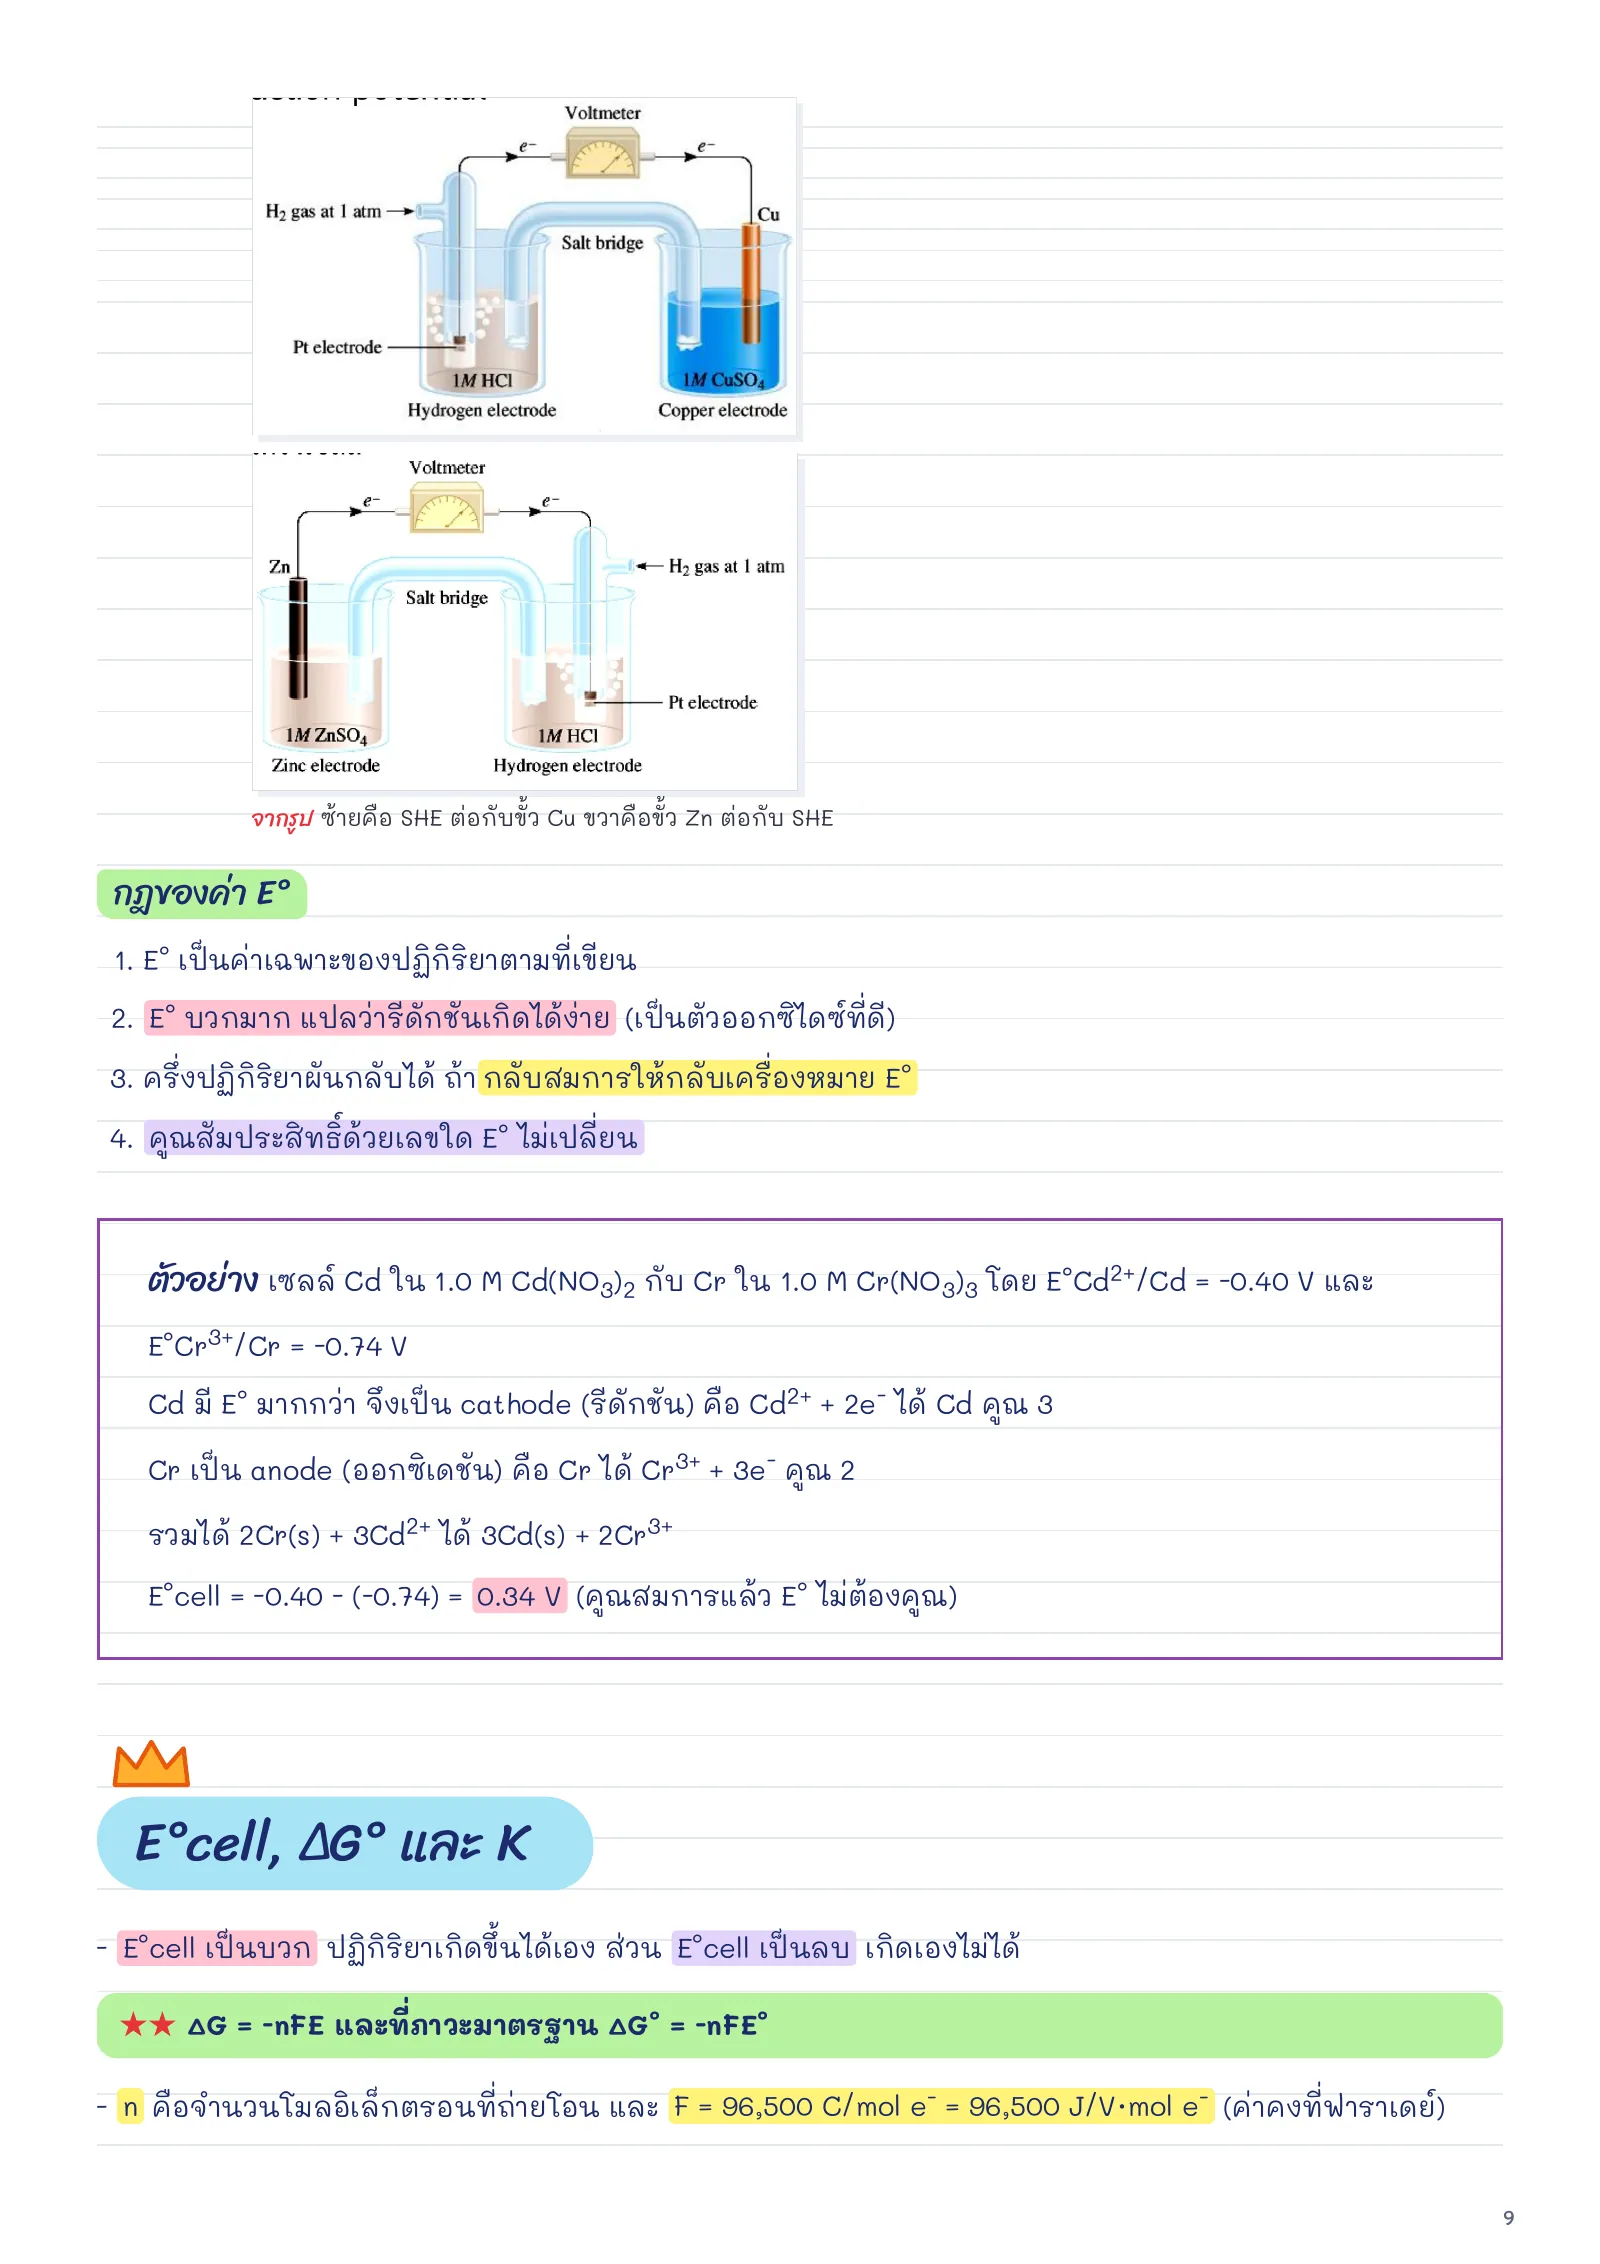 Voltmeter
e⁻ e⁻
H₂ gas at 1 atm
Cu
Salt bridge
Pt electrode
1M HCl 1M CuSO₄
Hydrogen electrode Copper electrode
Voltmeter
e⁻ e⁻
Zn
H₂ gas at 1 atm
Salt bridge
Pt electrode
1M ZnSO₄ 1M HCl
Zinc electrode Hydrogen electrode
จากรูป ซ้ายคือ SHE ต่อกับขั้ว Cu ขวาคือขั้ว Zn ต่อกับ SHE
กฎของค่า E°
1. E° เป็นค่าเฉพาะของปฏิกิริยาตามที่เขียน
2. E° บวกมาก แปลว่ารีดักชันเกิดได้ง่าย (เป็นตัวออกซิไดซ์ที่ดี)
3. ครึ่งปฏิกิริยาผันกลับได้ ถ้ากลับสมการให้กลับเครื่องหมาย E°
4. คูณสัมประสิทธิ์ด้วยเลขใด E° ไม่เปลี่ยน
ตัวอย่าง เซลล์ Cd ใน 1.0 M Cd(NO₃)₂ กับ Cr ใน 1.0 M Cr(NO₃)₃ โดย E°Cd²⁺/Cd = -0.40 V และ
E°Cr³⁺/Cr = -0.74 V
Cd มี E° มากกว่า จึงเป็น cathode (รีดักชัน) คือ Cd²⁺ + 2e⁻ ได้ Cd คูณ 3
Cr เป็น anode (ออกซิเดชัน) คือ Cr ได้ Cr³⁺ + 3e⁻ คูณ 2
รวมได้ 2Cr(s) + 3Cd²⁺ ได้ 3Cd(s) + 2Cr³⁺
E°cell = -0.40 - (-0.74) = 0.34 V (คูณสมการแล้ว E° ไม่ต้องคูณ)
E°cell, ΔG° และ K
- E°cell เป็นบวก ปฏิกิริยาเกิดขึ้นได้เอง ส่วน E°cell เป็นลบ เกิดเองไม่ได้
★★ ΔG = -nFE และที่ภาวะมาตรฐาน ΔG° = -nFE°
- n คือจำนวนโมลอิเล็กตรอนที่ถ่ายโอน และ F = 96,500 C/mol e⁻ = 96,500 J/V·mol e⁻ (ค่าคงที่ฟาราเดย์)
9